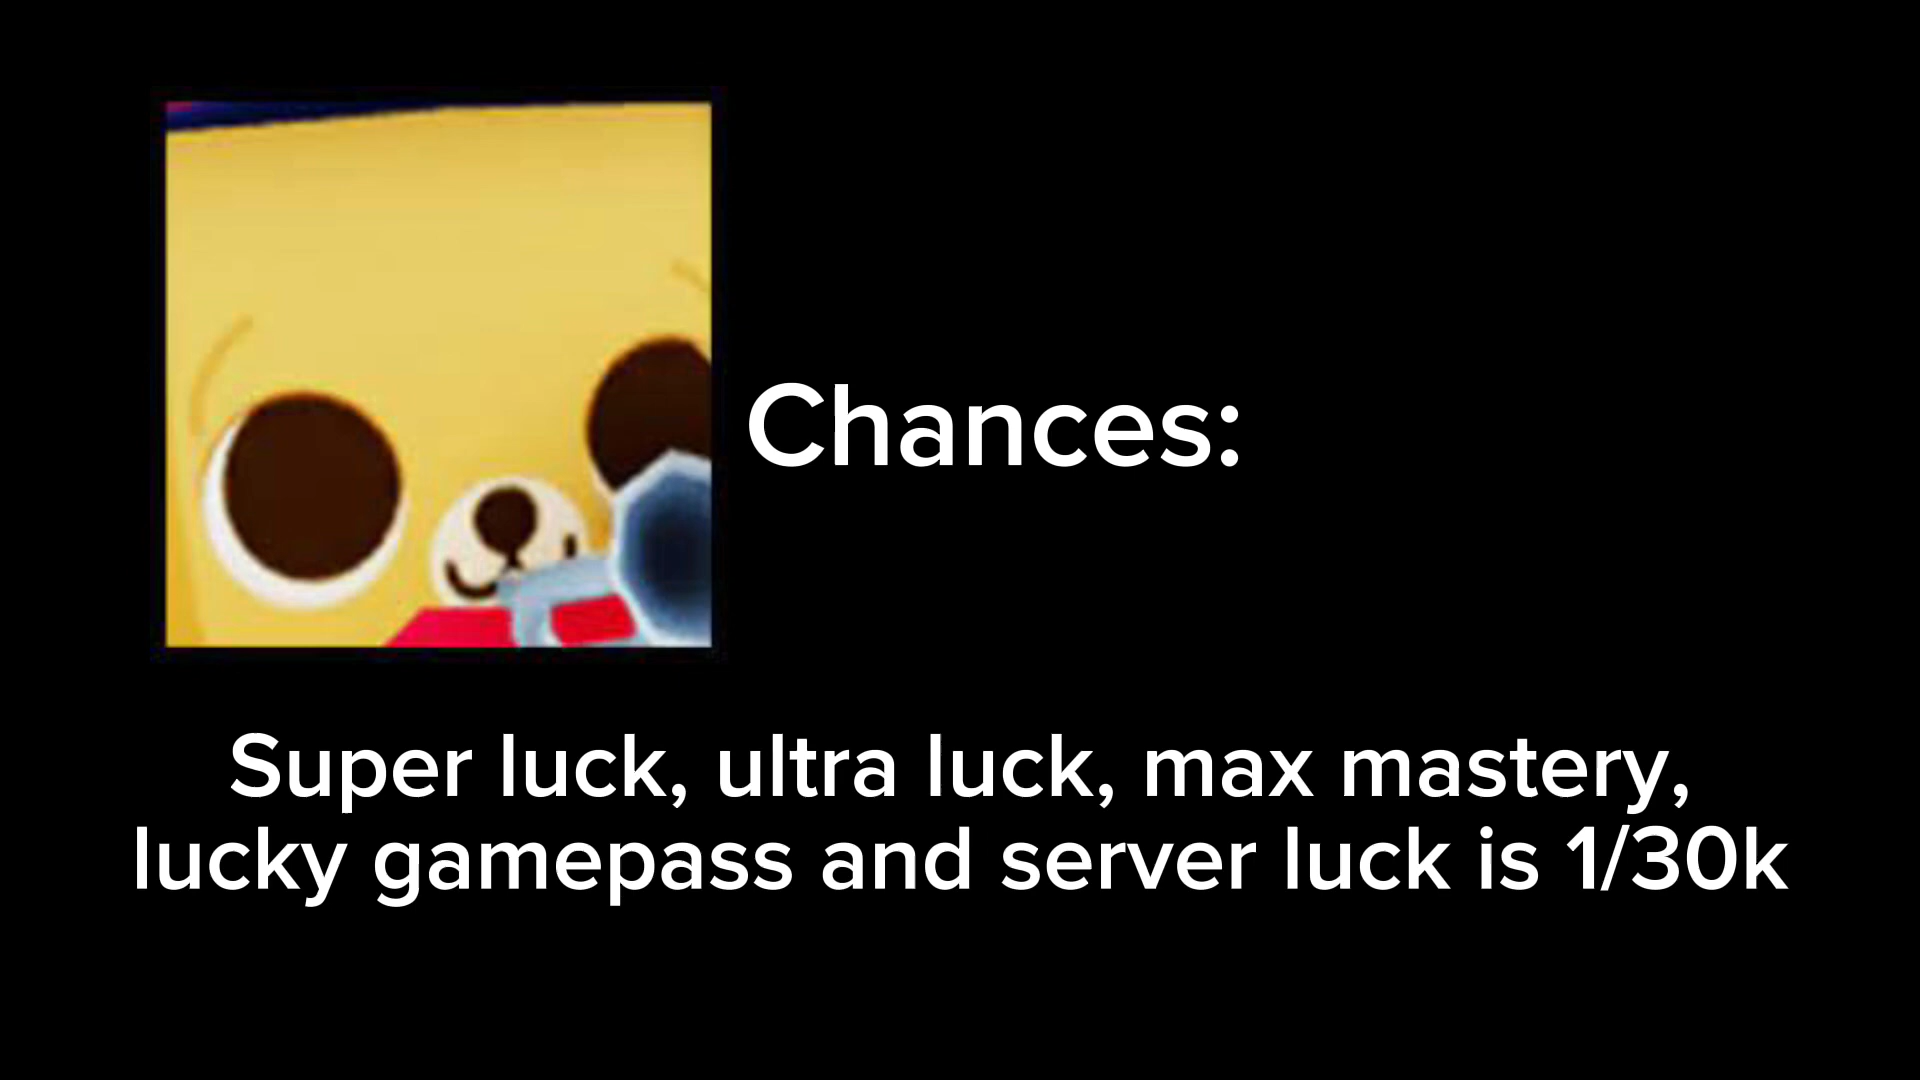 Chances:
Super luck, ultra luck, max mastery,
lucky gamepass and server luck is 1/30k